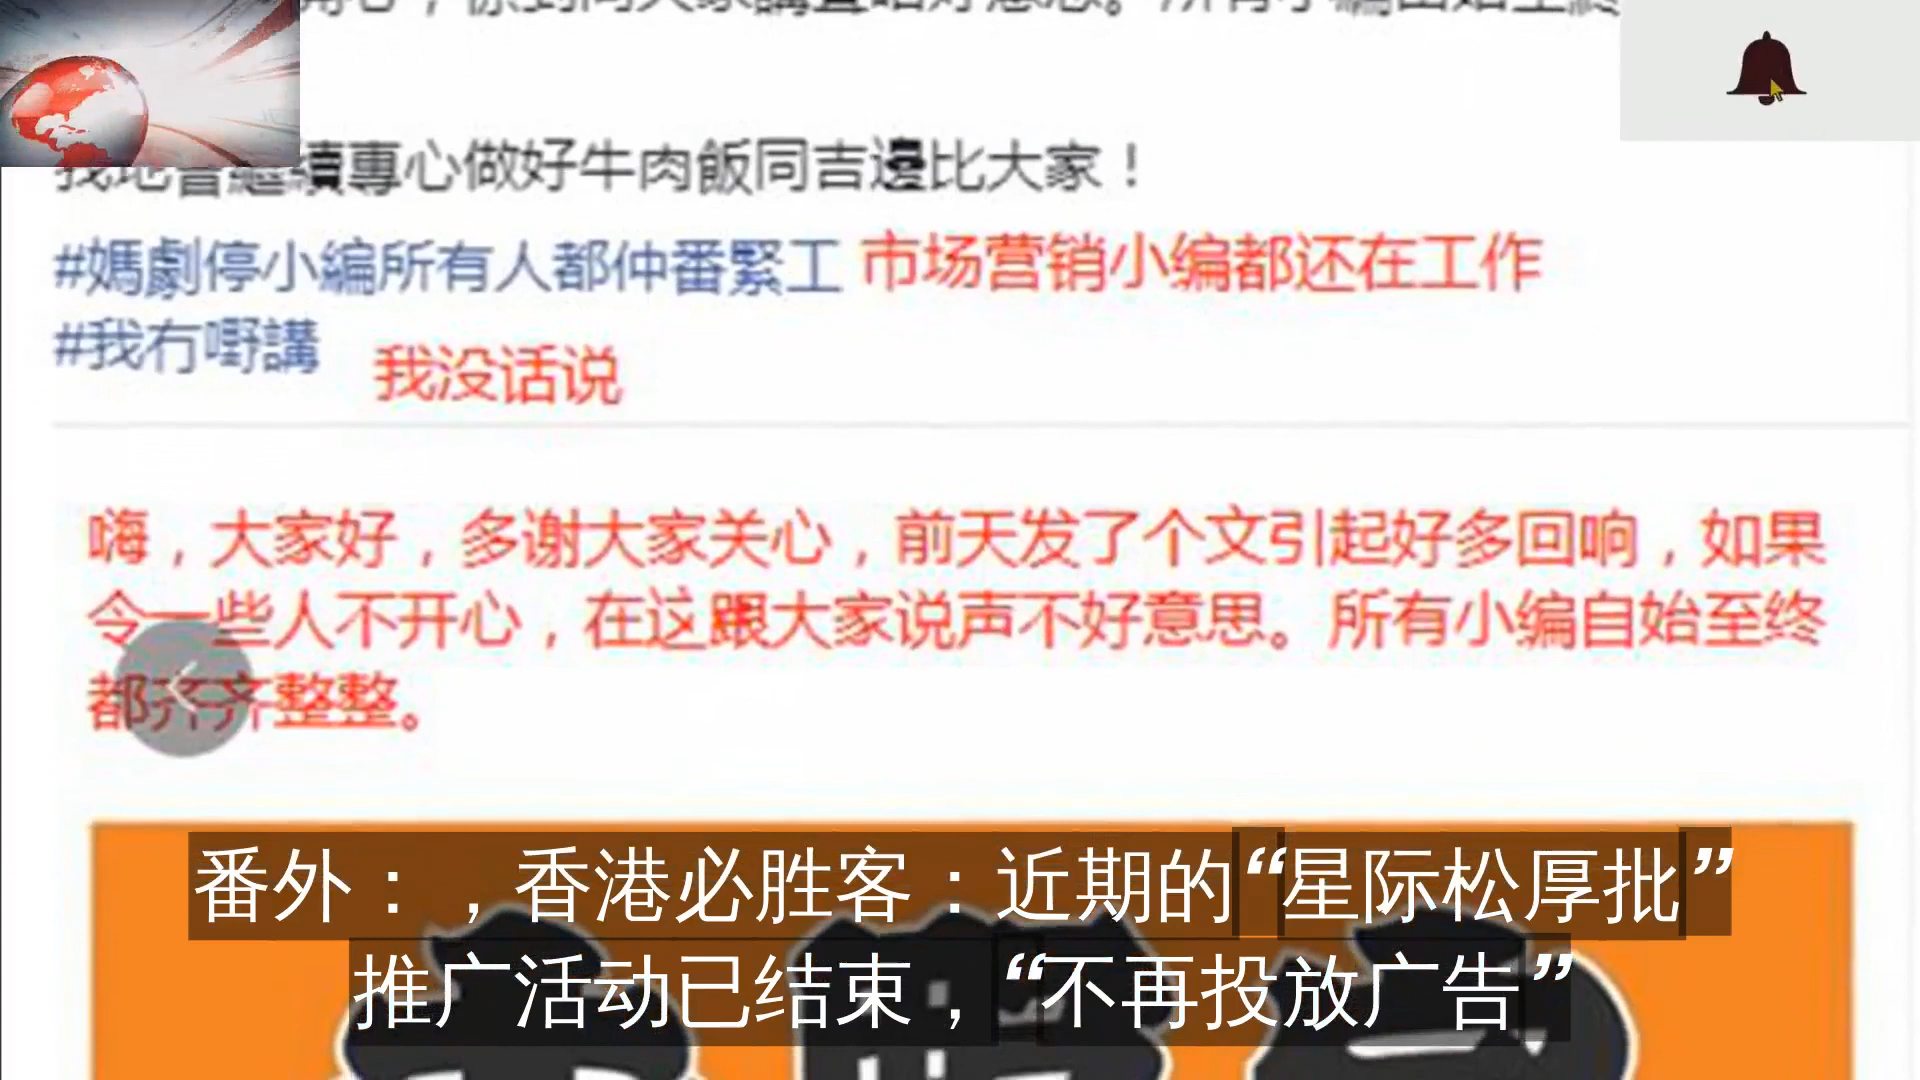 我哋會繼續專心做好牛肉飯同吉邊比大家！
#媽劇停小編所有人都仲番緊工 市场营销小编都还在工作
#我冇嘢講 我没话说
嗨，大家好，多谢大家关心，前天发了个文引起好多回响，如果
令一些人不开心，在这跟大家说声不好意思。所有小编自始至终
都齐齐整整。
番外：，香港必胜客：近期的“星际松厚批”
推广活动已结束，“不再投放广告”